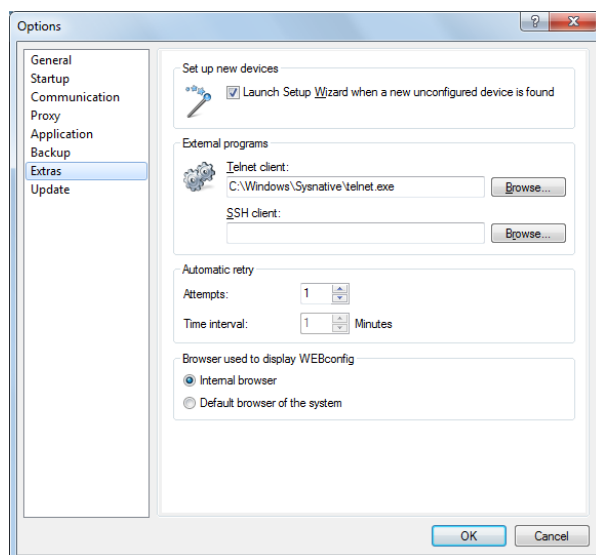 Options
General
Startup
Communication
Proxy
Application
Backup
Extras
Update
Set up new devices
Launch Setup Wizard when a new unconfigured device is found
External programs
Telnet client:
C:\Windows\Sysnative\telnet.exe
Browse...
SSH client:
Browse...
Automatic retry
Attempts: 1
Time interval: 1 Minutes
Browser used to display WEBconfig
Internal browser
Default browser of the system
OK Cancel